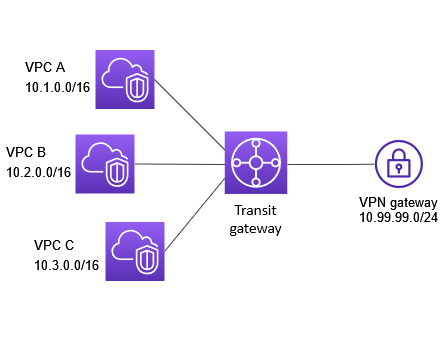 VPC A
10.1.0.0/16
VPC B
10.2.0.0/16
VPC C
10.3.0.0/16
Transit
gateway
VPN gateway
10.99.99.0/24